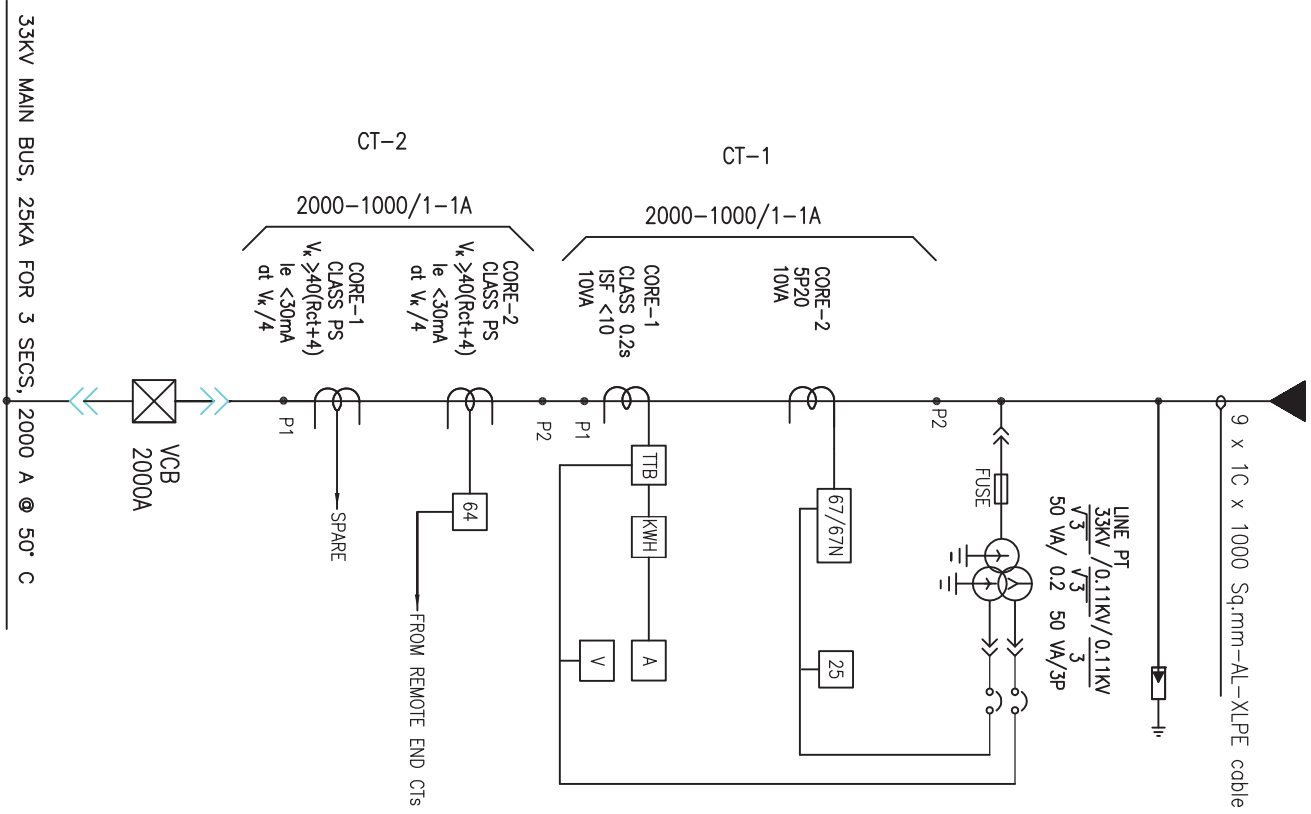 33KV MAIN BUS, 25KA FOR 3 SECS, 2000 A @ 50° C
VCB
2000A
CT-2
2000-1000/1-1A
CORE-1
CLASS PS
VK >40(Rct+4)
Ie <30mA
at VK/4
CORE-2
CLASS PS
VK >40(Rct+4)
Ie <30mA
at VK/4
P1
SPARE
64
FROM REMOTE END CTs
P2
CT-1
2000-1000/1-1A
CORE-1
CLASS 0.2s
ISF <10
10VA
CORE-2
5P20
10VA
P1
TTB
KWH
A
V
67/67N
25
P2
FUSE
LINE PT
33KV/0.11KV/0.11KV
√3 √3 3
50 VA/ 0.2 50 VA/3P
9 x 1C x 1000 Sq.mm-AL-XLPE cable